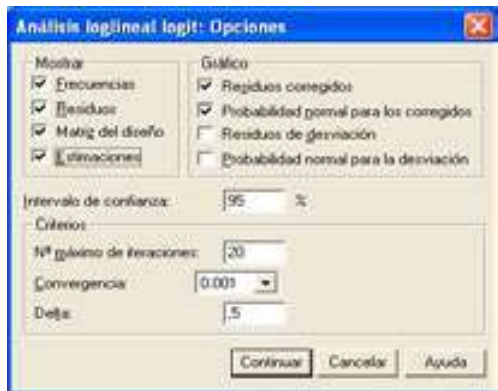 Análisis loglineal logit: Opciones
Mostrar
Frecuencias
Residuos
Matriz del diseño
Estimaciones
Gráfico
Residuos corregidos
Probabilidad normal para los corregidos
Residuos de desviación
Probabilidad normal para la desviación
Intervalo de confianza: 95 %
Criterios
Nº máximo de iteraciones: 20
Convergencia: 0.001
Delta: .5
Continuar Cancelar Ayuda